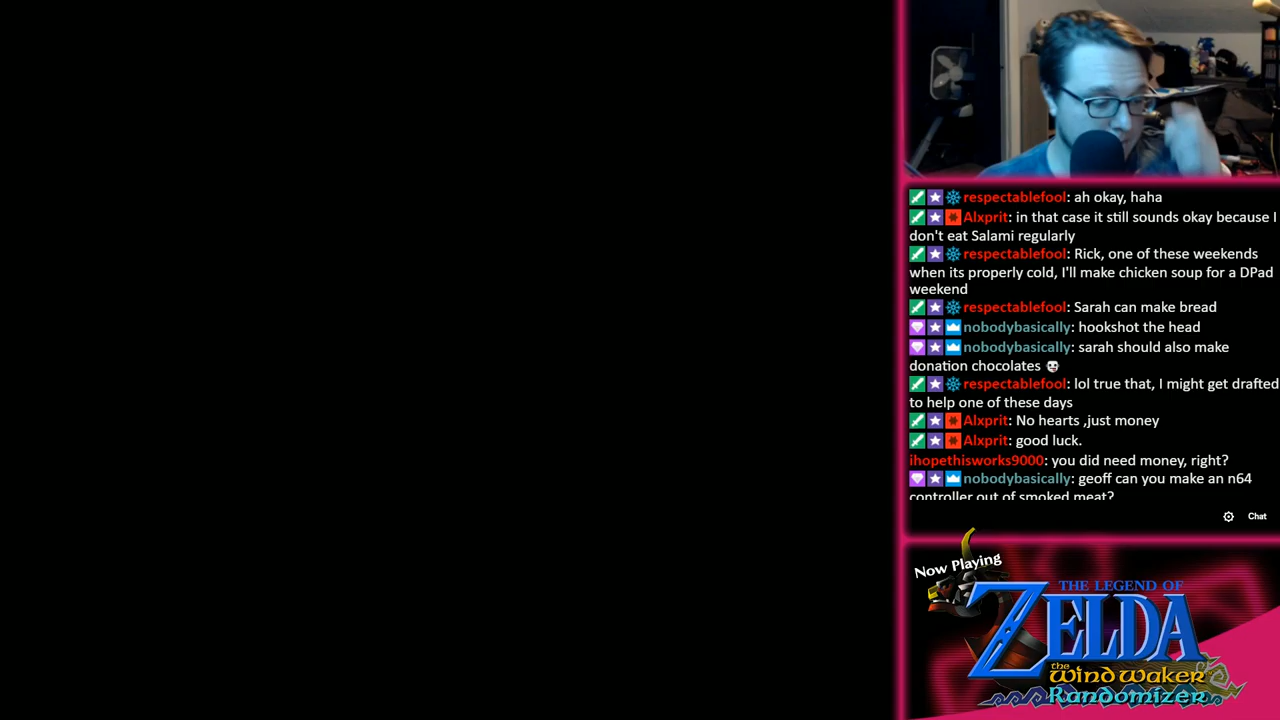 respectablefool: ah okay, haha
Alxprit: in that case it still sounds okay because I
don't eat Salami regularly
respectablefool: Rick, one of these weekends
when its properly cold, I'll make chicken soup for a DPad
weekend
respectablefool: Sarah can make bread
nobodybasically: hookshot the head
nobodybasically: sarah should also make
donation chocolates
respectablefool: lol true that, I might get drafted
to help one of these days
Alxprit: No hearts ,just money
Alxprit: good luck.
ihopethisworks9000: you did need money, right?
nobodybasically: geoff can you make an n64
controller out of smoked meat?
Chat
Now Playing
THE LEGEND OF
ZELDA
the
Wind Waker
Randomizer